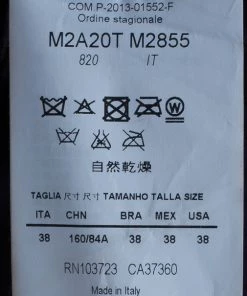 COM.P-2013-01552-F
Ordine stagionale
M2A20T M2855
820 IT
自然乾燥
TAGLIA 尺寸 尺寸 TAMANHO TALLA SIZE
ITA CHN BRA MEX USA
38 160/84A 38 38 38
RN103723 CA37360
Made in Italy